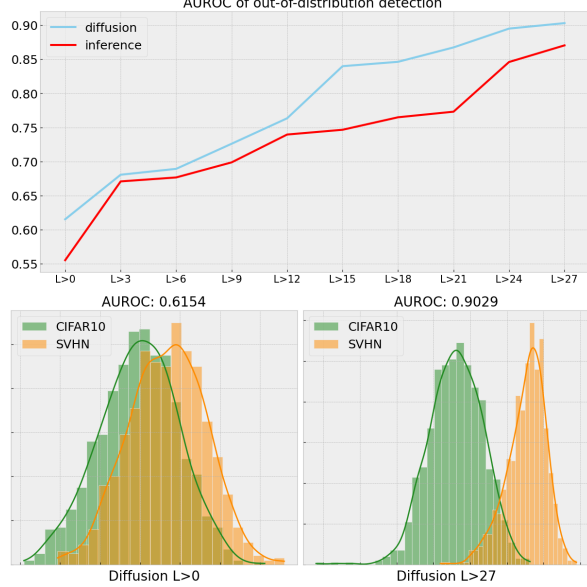 AUROC of out-of-distribution detection
diffusion
inference
0.90
0.85
0.80
0.75
0.70
0.65
0.60
0.55
L>0 L>3 L>6 L>9 L>12 L>15 L>18 L>21 L>24 L>27
AUROC: 0.6154 AUROC: 0.9029
CIFAR10 CIFAR10
SVHN SVHN
Diffusion L>0 Diffusion L>27